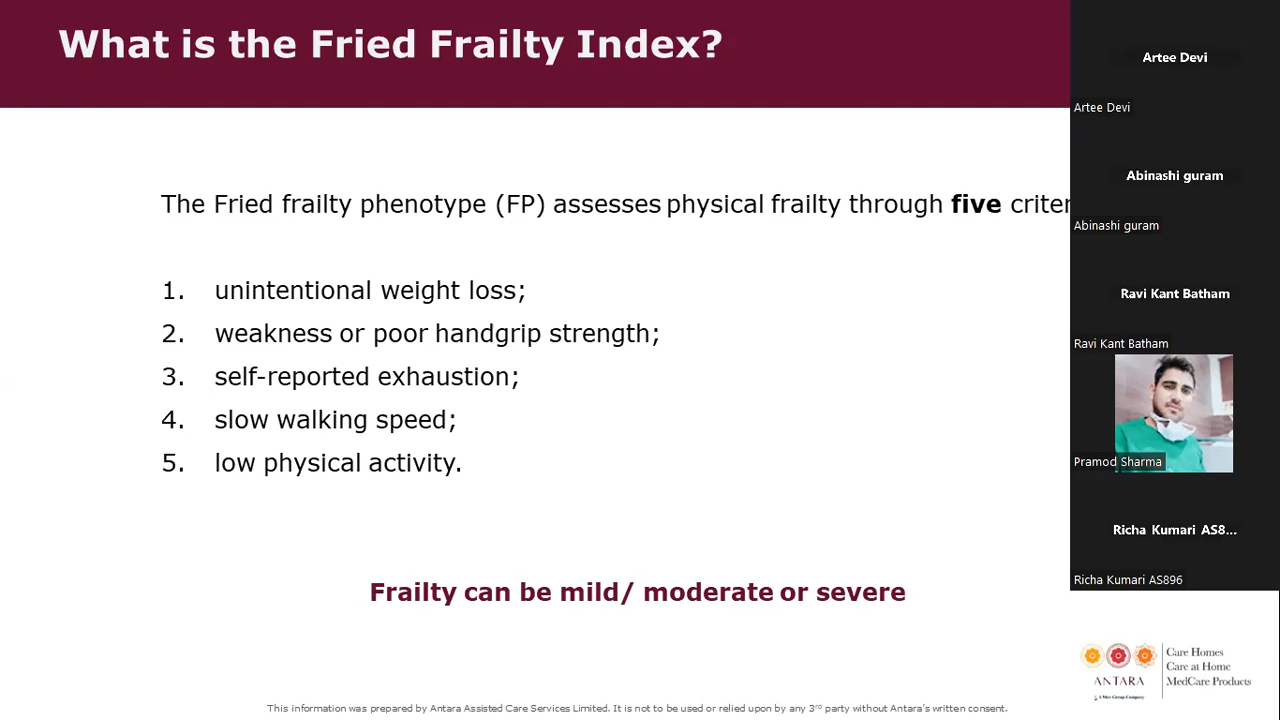 What is the Fried Frailty Index?
The Fried frailty phenotype (FP) assesses physical frailty through five criter
1. unintentional weight loss;
2. weakness or poor handgrip strength;
3. self-reported exhaustion;
4. slow walking speed;
5. low physical activity.
Frailty can be mild/ moderate or severe
Artee Devi
Artee Devi
Abinashi guram
Abinashi guram
Ravi Kant Batham
Ravi Kant Batham
Pramod Sharma
Richa Kumari AS8...
Richa Kumari AS896
ANTARA
A Max Group Company
Care Homes
Care at Home
MedCare Products
This information was prepared by Antara Assisted Care Services Limited. It is not to be used or relied upon by any 3rd party without Antara's written consent.